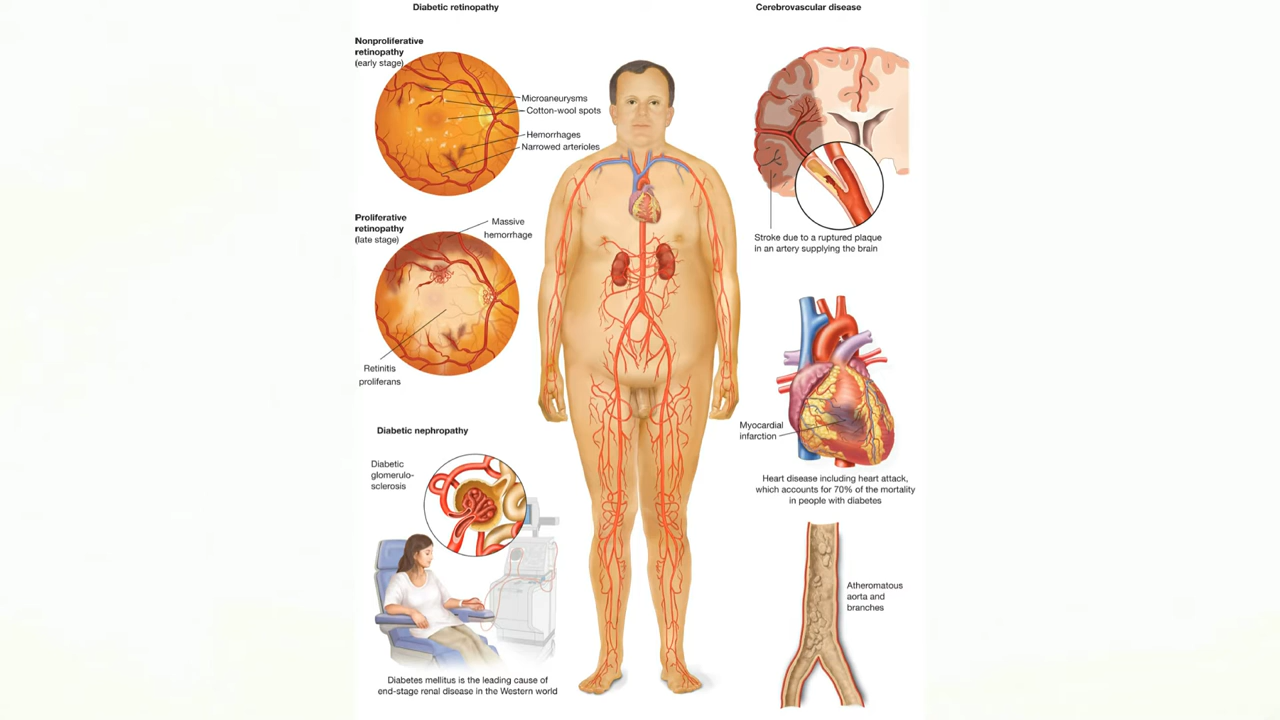 Diabetic retinopathy
Nonproliferative
retinopathy
(early stage)
Microaneurysms
Cotton-wool spots
Hemorrhages
Narrowed arterioles
Proliferative
retinopathy
(late stage)
Massive
hemorrhage
Retinitis
proliferans
Diabetic nephropathy
Diabetic
glomerulo-
sclerosis
Diabetes mellitus is the leading cause of
end-stage renal disease in the Western world
Cerebrovascular disease
Stroke due to a ruptured plaque
in an artery supplying the brain
Myocardial
infarction
Heart disease including heart attack,
which accounts for 70% of the mortality
in people with diabetes
Atheromatous
aorta and
branches